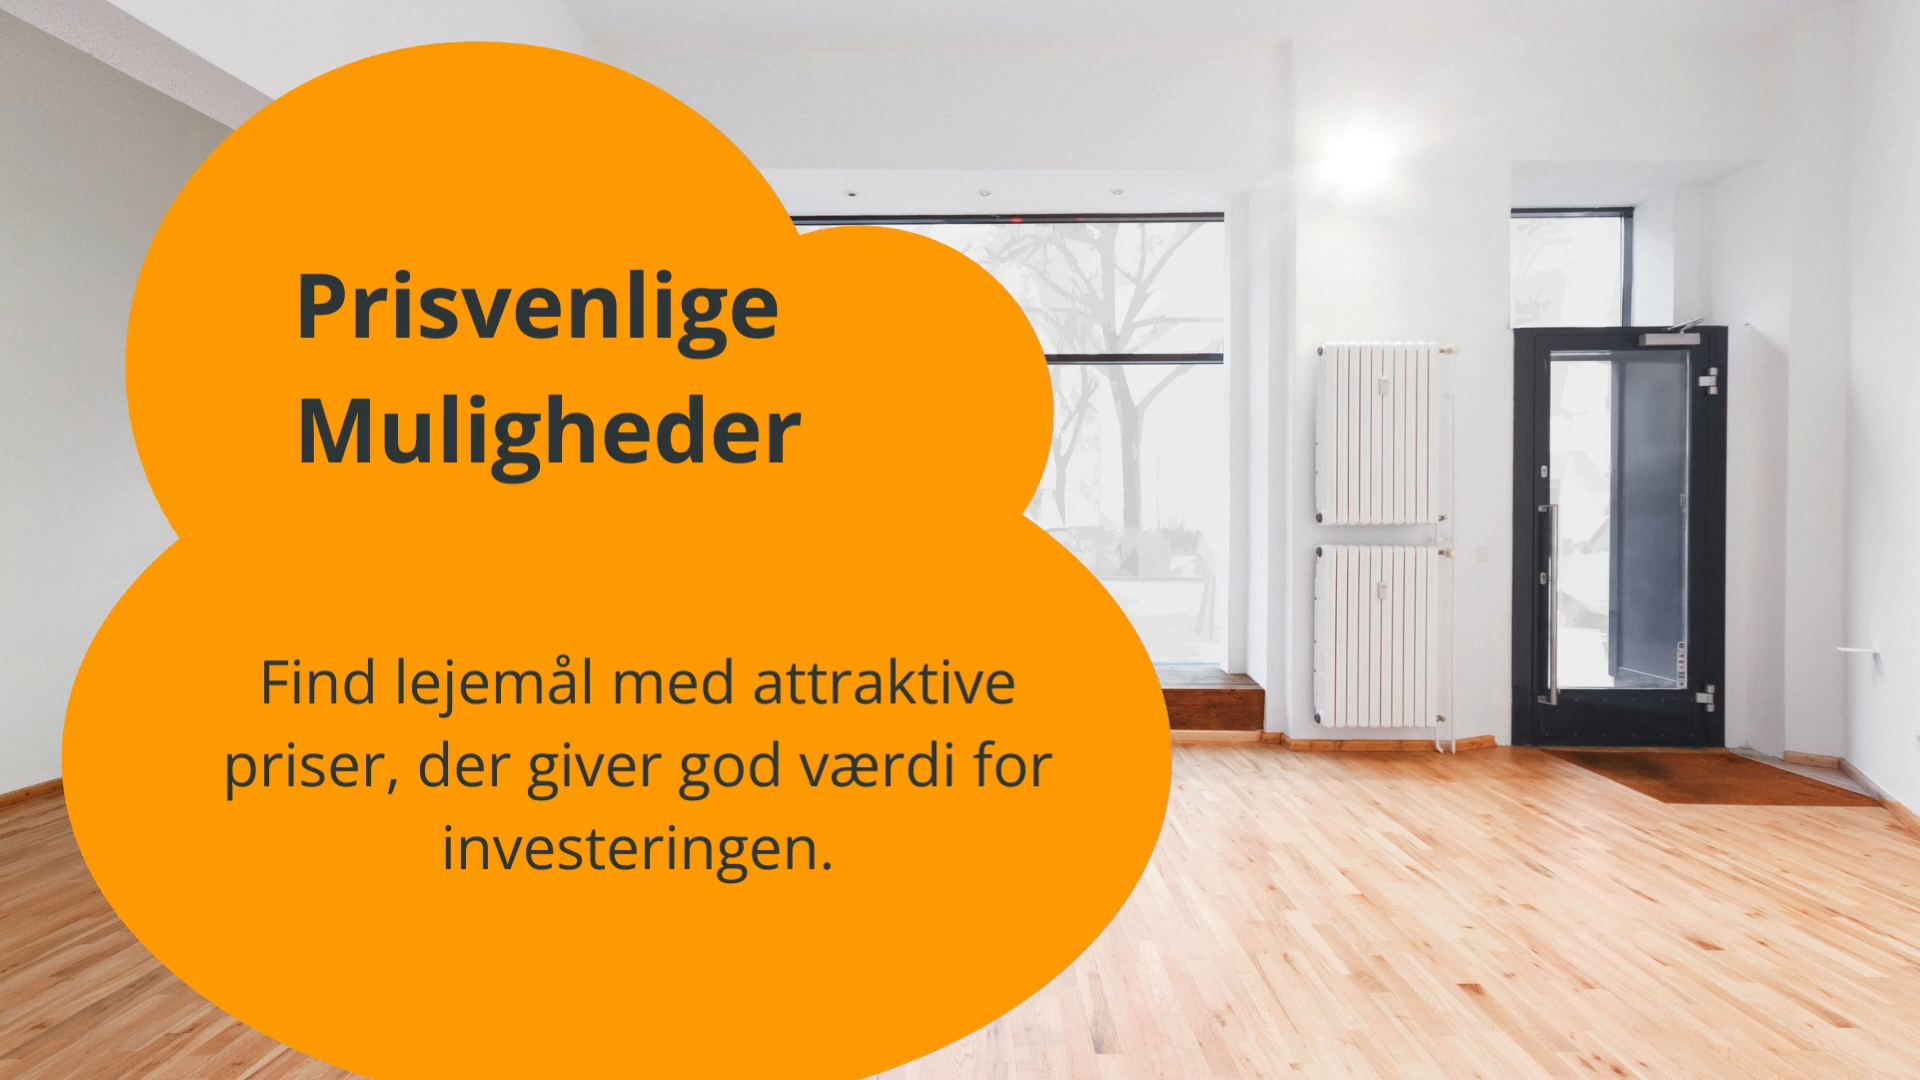 Prisvenlige
Muligheder
Find lejemål med attraktive
priser, der giver god værdi for
investeringen.